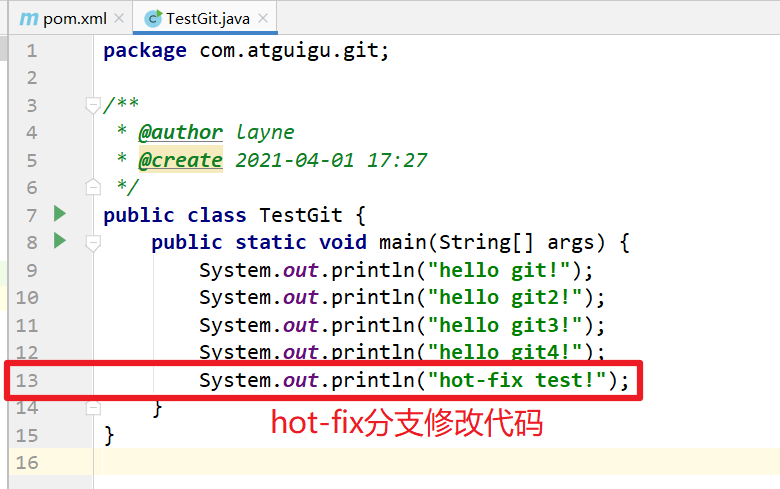 m pom.xml ×
C TestGit.java ×
1 package com.atguigu.git;
2
3 /**
4 * @author layne
5 * @create 2021-04-01 17:27
6 */
7 public class TestGit {
8 public static void main(String[] args) {
9 System.out.println("hello git!");
10 System.out.println("hello git2!");
11 System.out.println("hello git3!");
12 System.out.println("hello git4!");
13 System.out.println("hot-fix test!");
14 }
hot-fix分支修改代码
15 }
16